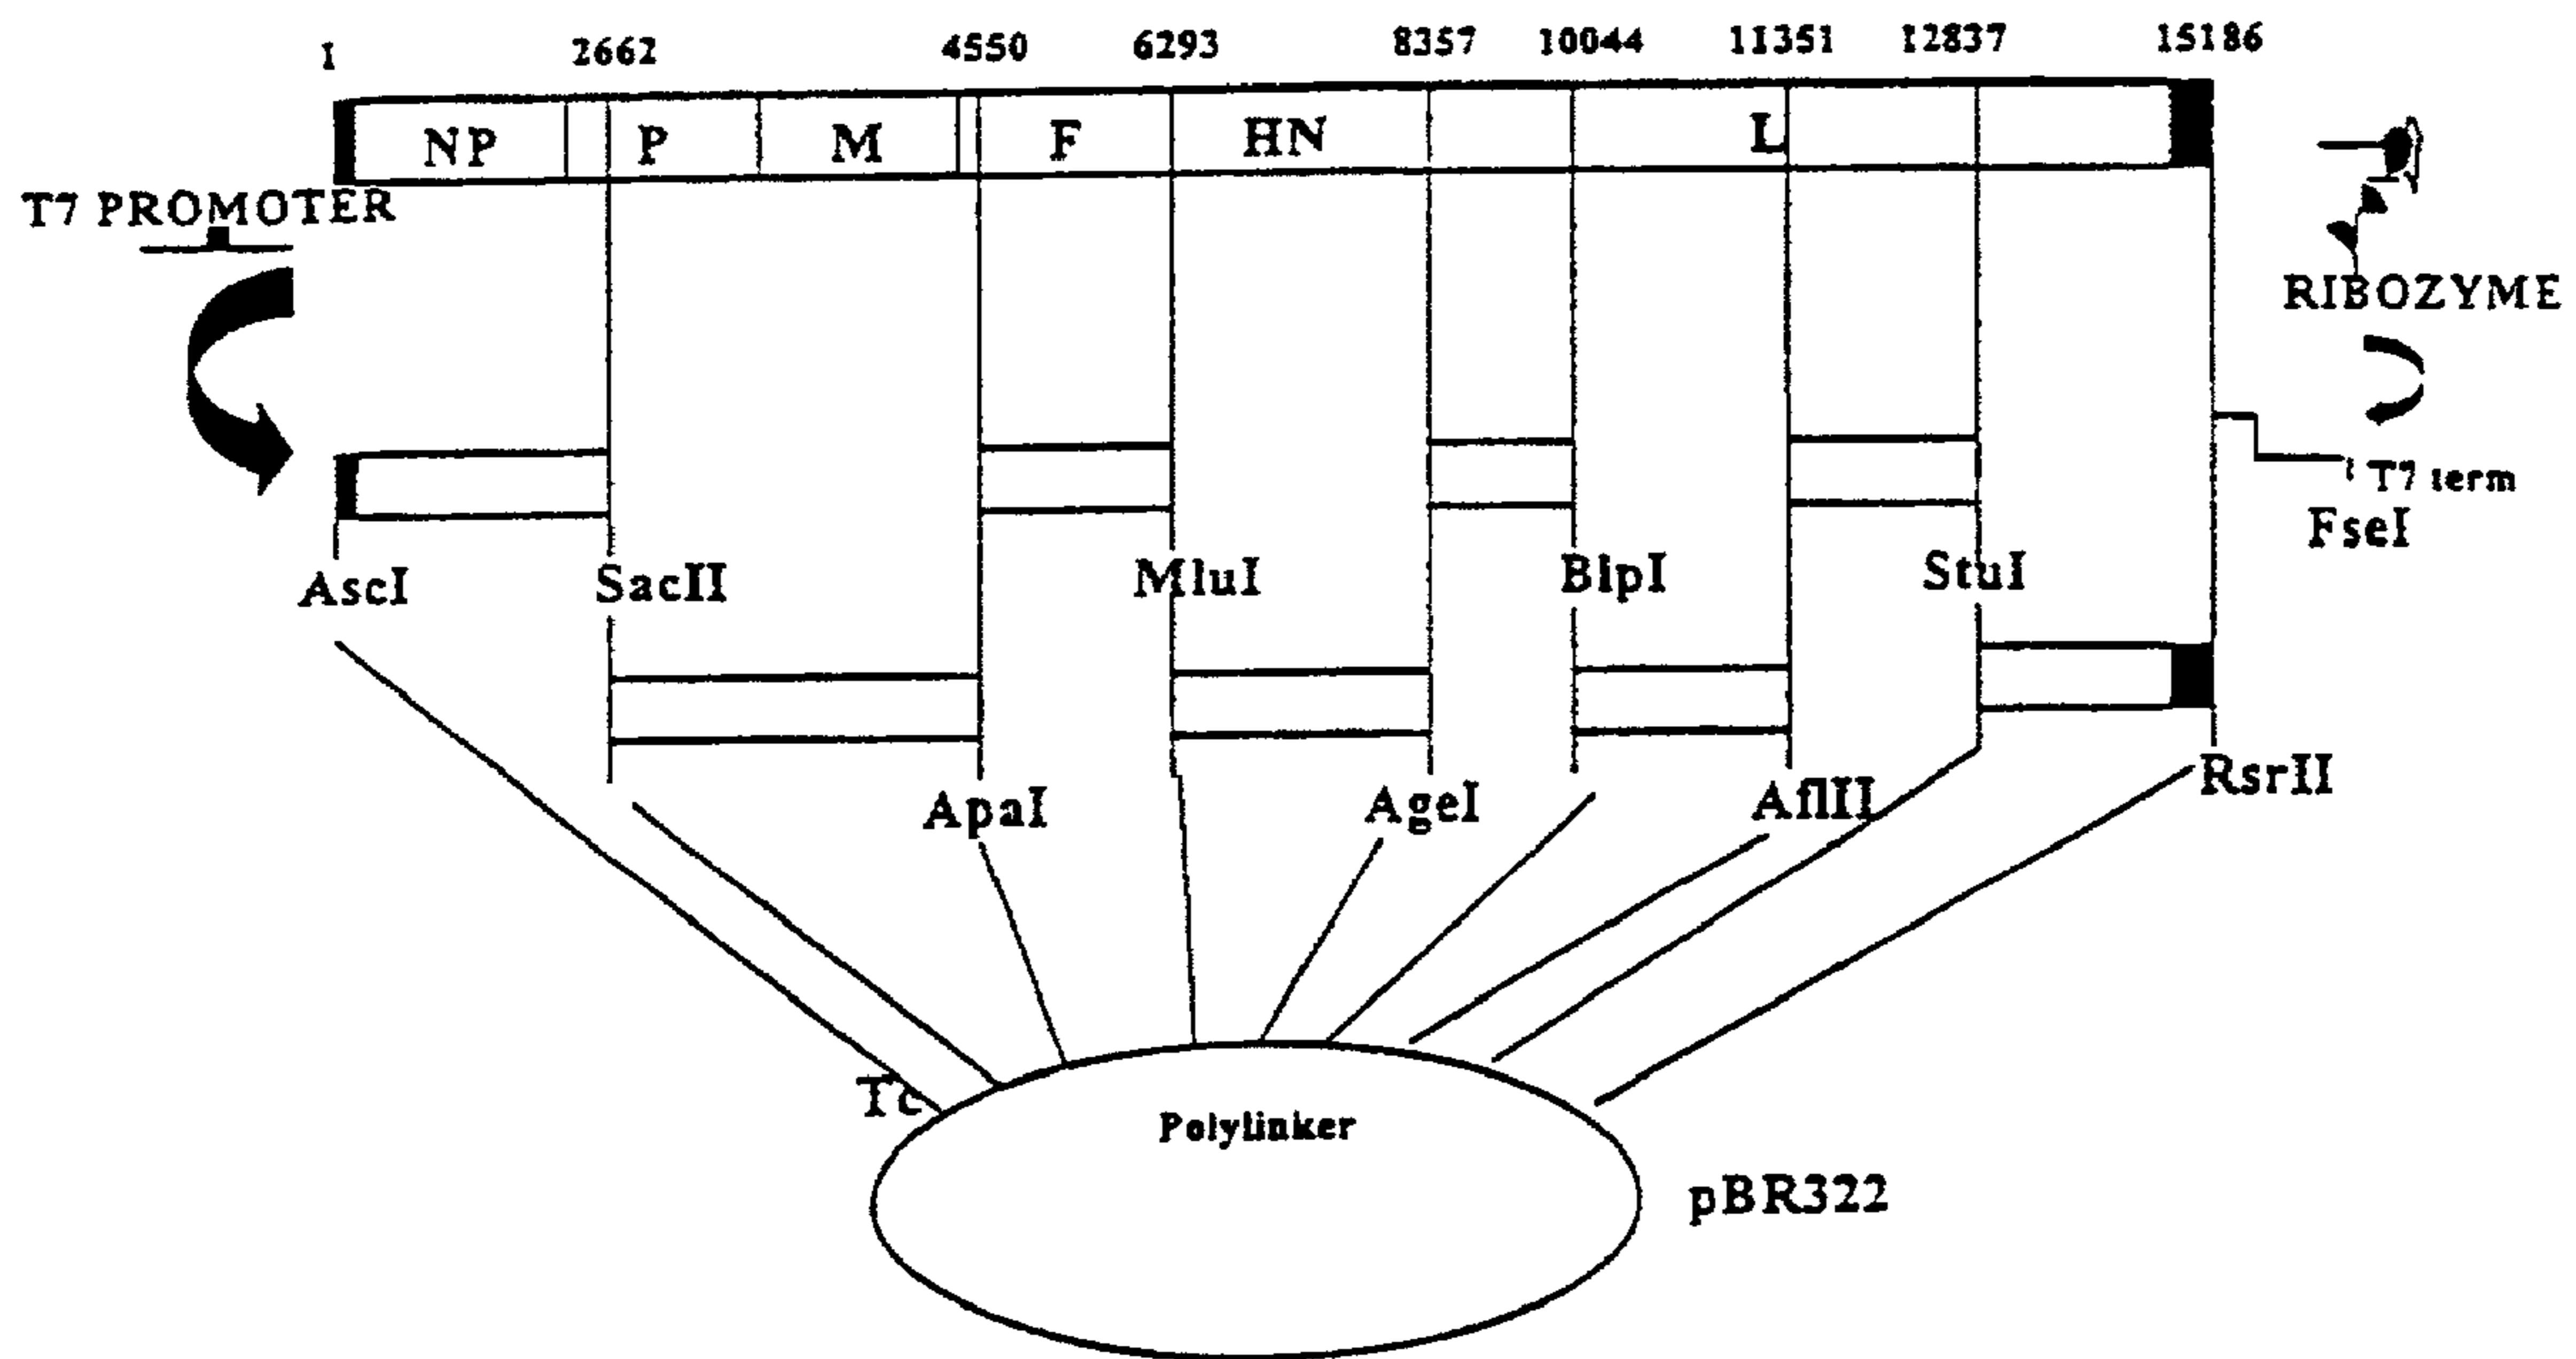 1 2662 4550 6293 8357 10044 11351 12837 15186
NP P M F HN L
T7 PROMOTER
RIBOZYME
T7 term
FseI
AscI SacII MluI BlpI StuI
ApaI AgeI AflII RsrII
Tc
Polylinker
pBR322